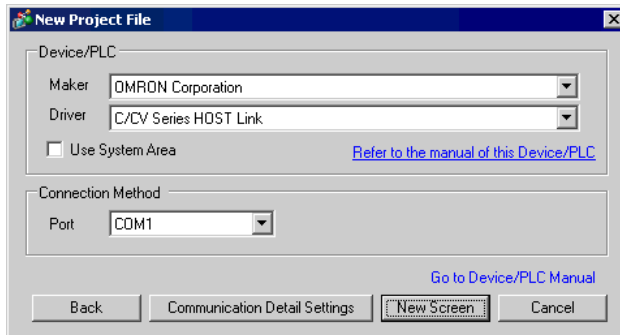 New Project File
Device/PLC
Maker OMRON Corporation
Driver C/CV Series HOST Link
Use System Area Refer to the manual of this Device/PLC
Connection Method
Port COM1
Go to Device/PLC Manual
Back Communication Detail Settings New Screen Cancel